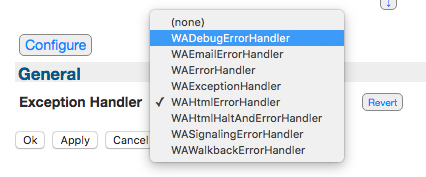 (none)
Configure
WADebugErrorHandler
WAEmailErrorHandler
General
WAErrorHandler
WAExceptionHandler
Exception Handler ✓ WAHtmlErrorHandler Revert
WAHtmlHaltAndErrorHandler
Ok Apply Cancel WASignalingErrorHandler
WAWalkbackErrorHandler